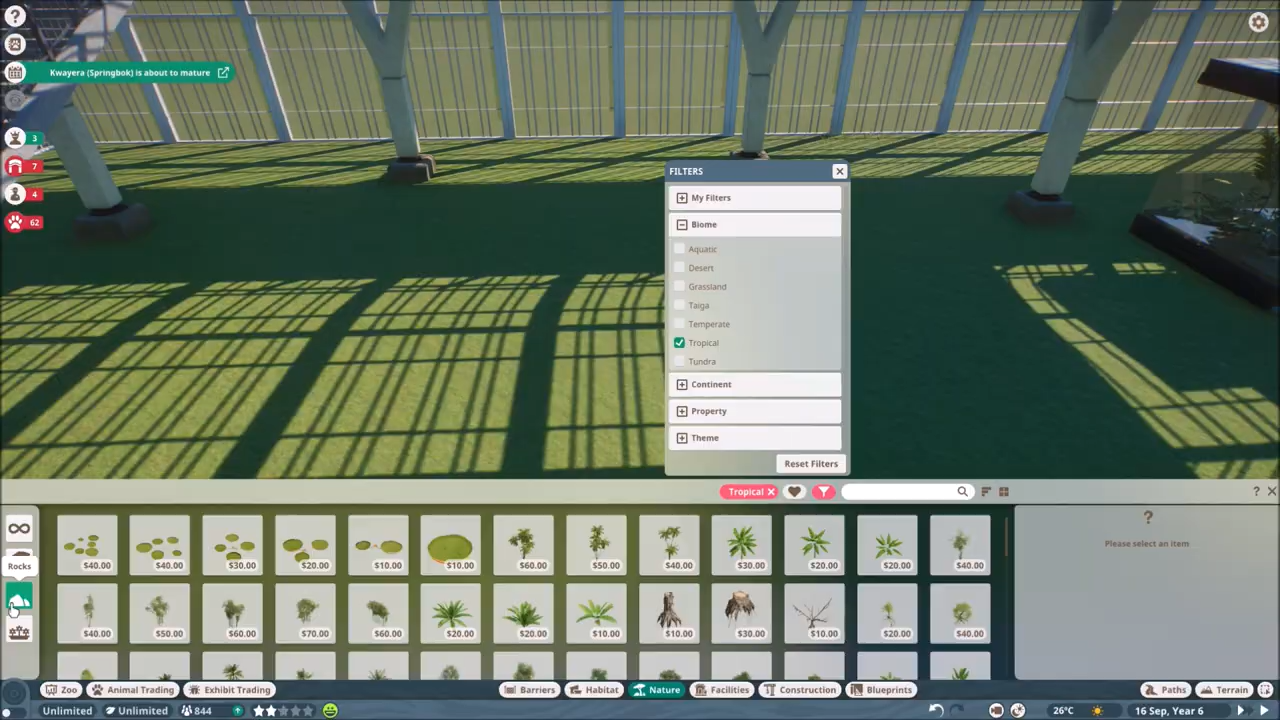 ?
Kwayera (Springbok) is about to mature
3
7
4
62
FILTERS
My Filters
Biome
Aquatic
Desert
Grassland
Taiga
Temperate
Tropical
Tundra
Continent
Property
Theme
Reset Filters
Tropical
?
$40.00 $40.00 $30.00 $20.00 $10.00 $10.00 $60.00 $50.00 $40.00 $30.00 $20.00 $20.00 $40.00
?
Please select an item
Rocks
$40.00 $50.00 $60.00 $70.00 $60.00 $20.00 $20.00 $10.00 $10.00 $30.00 $10.00 $20.00 $40.00
Zoo Animal Trading Exhibit Trading Barriers Habitat Nature Facilities Construction Blueprints Paths Terrain
Unlimited Unlimited 844 26°C 16 Sep, Year 6